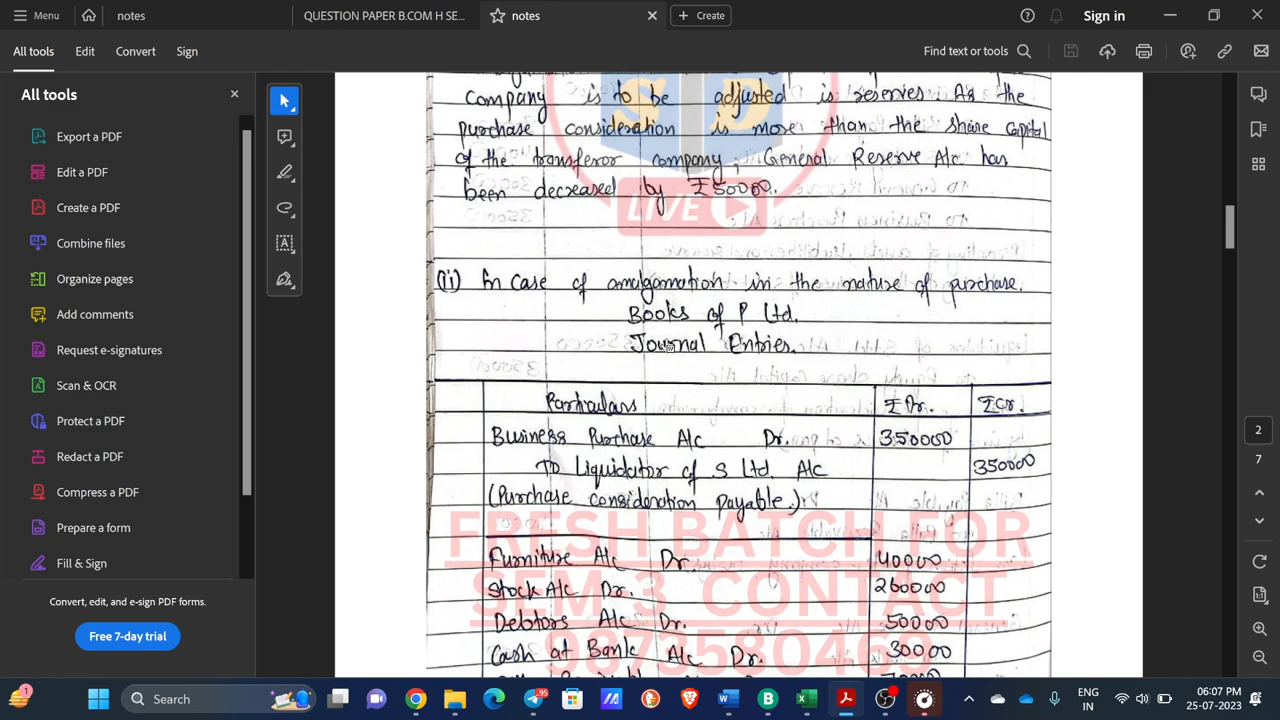 Menu
notes
QUESTION PAPER B.COM H SE...
notes
Create
Sign in
All tools
Edit
Convert
Sign
Find text or tools
All tools
Export a PDF
Edit a PDF
Create a PDF
Combine files
Organize pages
Add comments
Request e-signatures
Scan & OCR
Protect a PDF
Redact a PDF
Compress a PDF
Prepare a form
Fill & Sign
Convert, edit, and e-sign PDF forms.
Free 7-day trial
company is to be adjusted is reserves. As the
purchase consideration is more than the share capital
of the transferor company, General Reserve A/c has
been decreased by ₹50000.
S D
LIVE
(ii) In case of amalgamation in the nature of purchase.
Books of P Ltd.
Journal Entries.
Particulars ₹Dr. ₹Cr.
Business Purchase A/c Dr. 350000
To Liquidator of S Ltd. A/c 350000
(Purchase consideration payable.)
Furniture A/c Dr. 40000
Stock A/c Dr. 260000
Debtors A/c Dr. 50000
Cash at Bank A/c Dr. 30000
FRESH BATCH FOR
SEM 3 CONTACT
9873580469
2
7
1
Search
95
ENG
IN
06:07 PM
25-07-2023